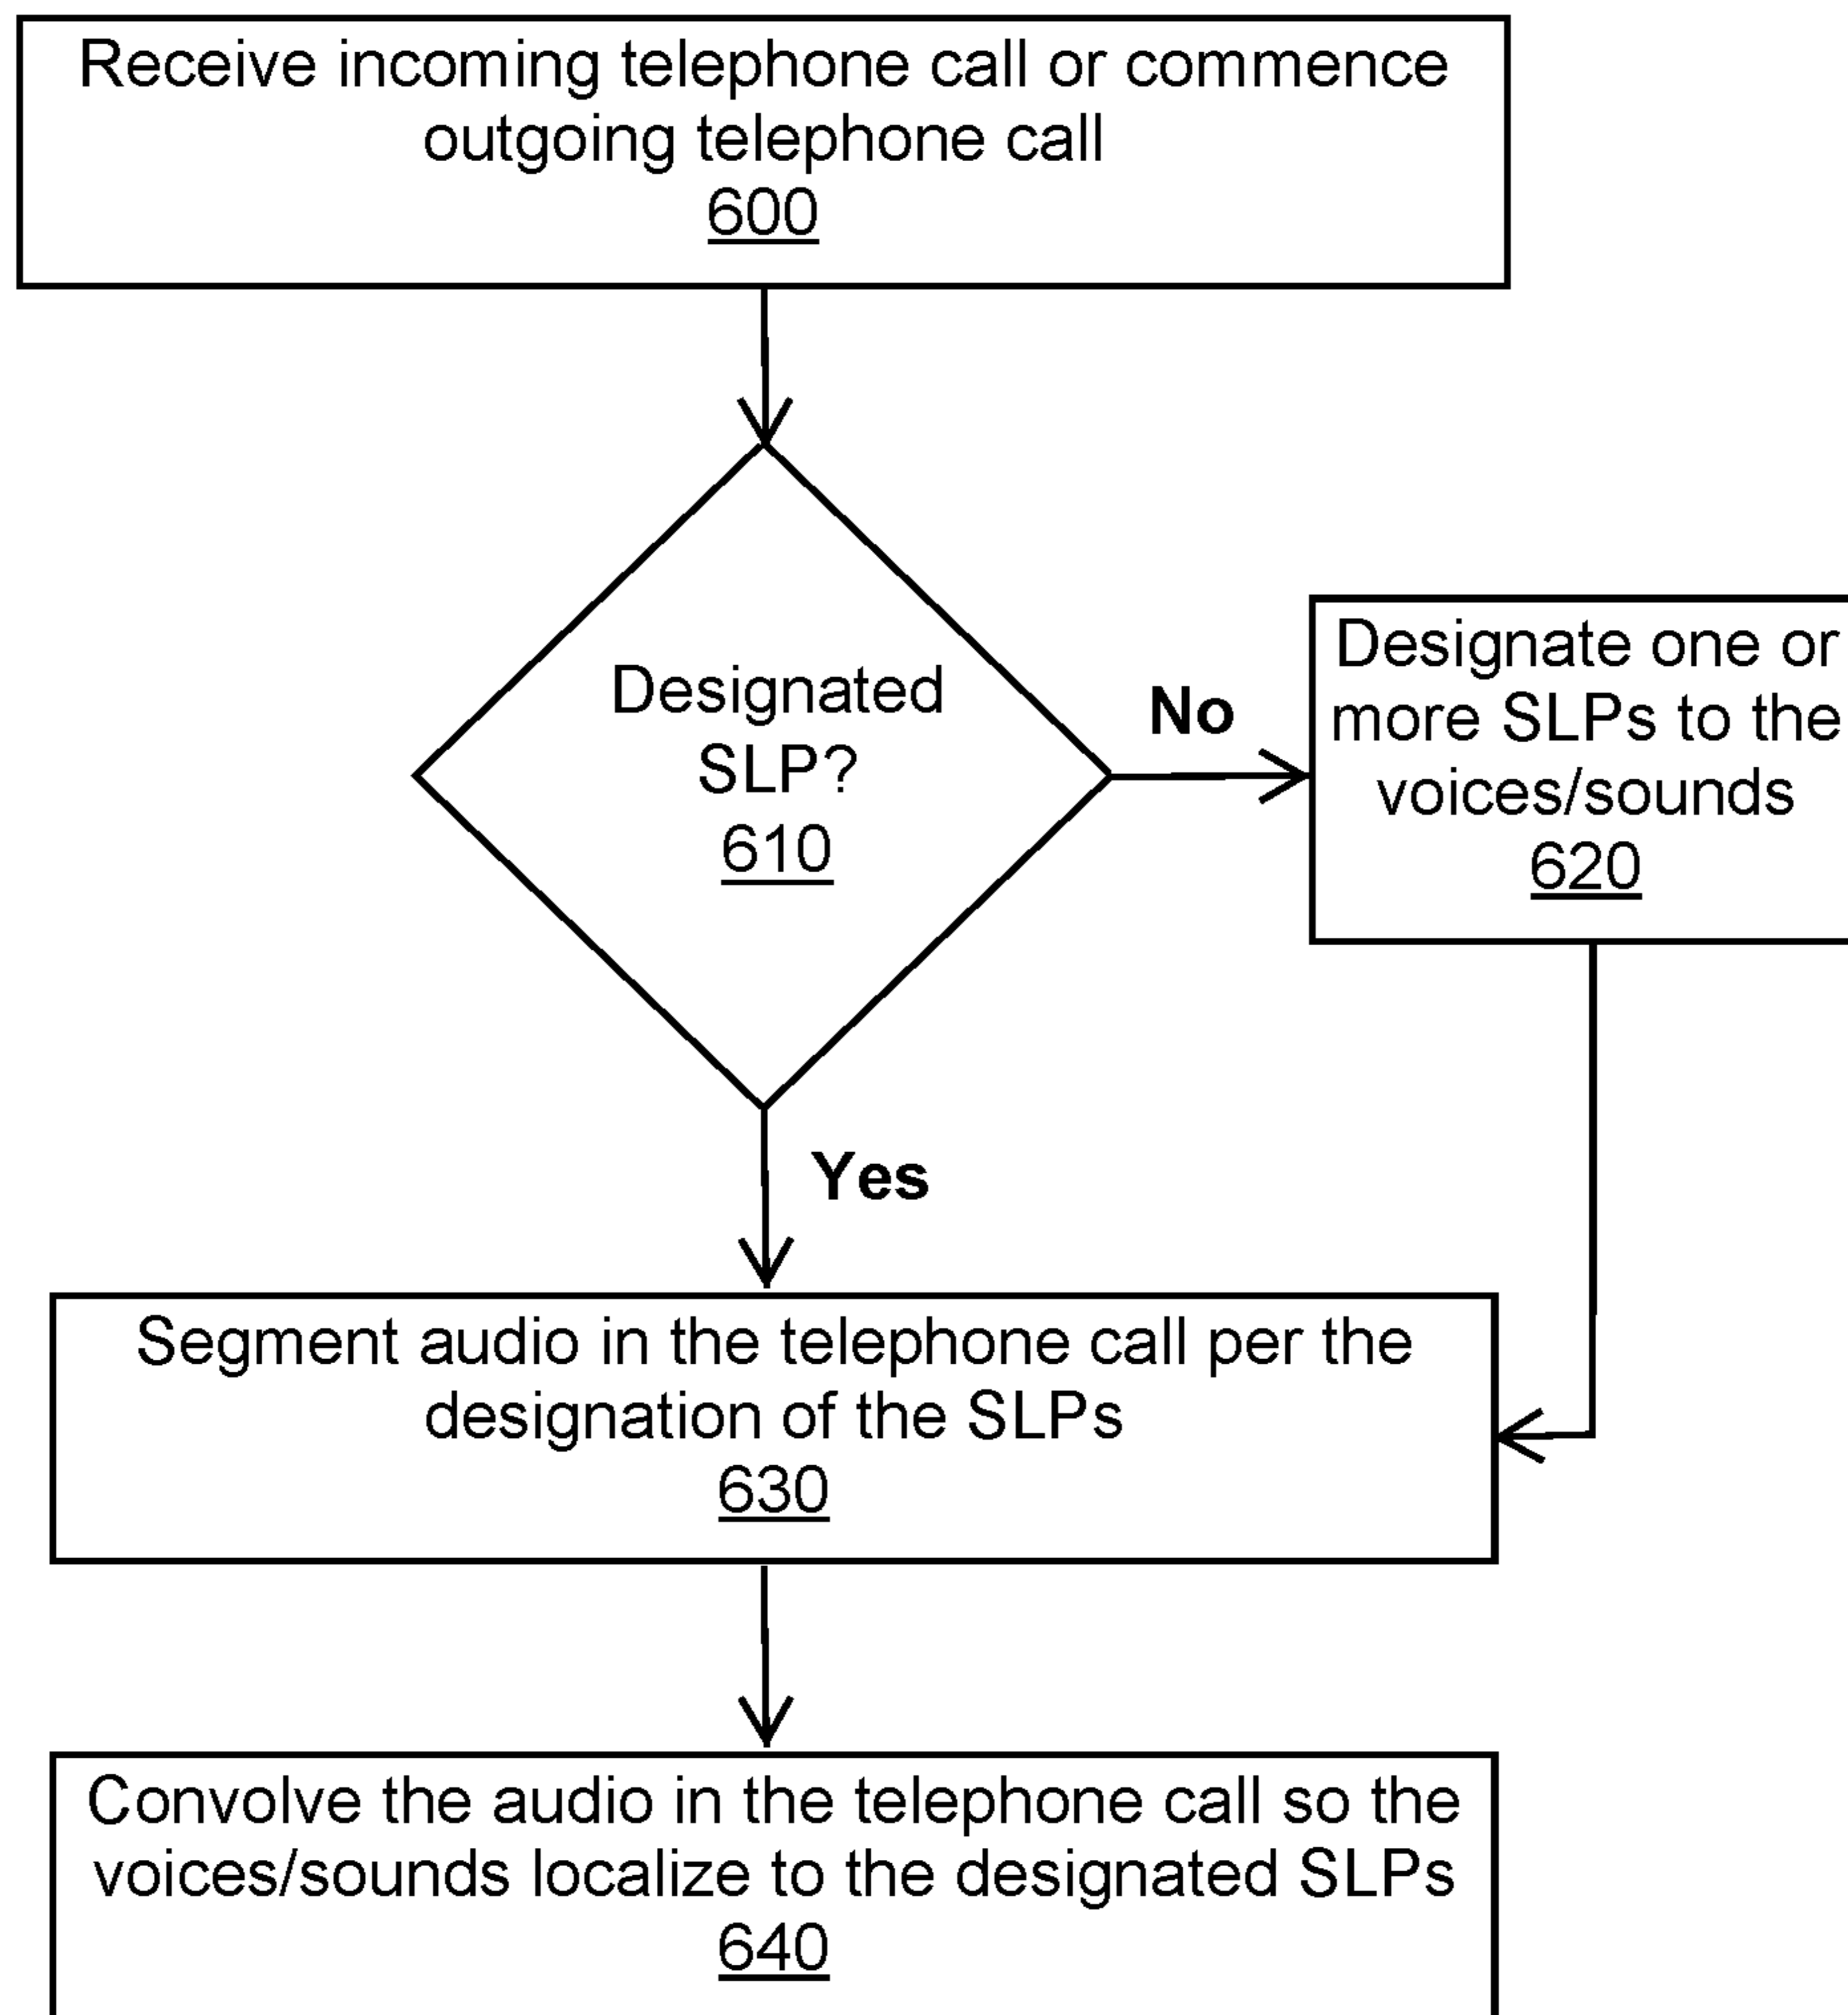 Receive incoming telephone call or commence
outgoing telephone call
600
Designated
SLP?
610
No
Designate one or
more SLPs to the
voices/sounds
620
Yes
Segment audio in the telephone call per the
designation of the SLPs
630
Convolve the audio in the telephone call so the
voices/sounds localize to the designated SLPs
640